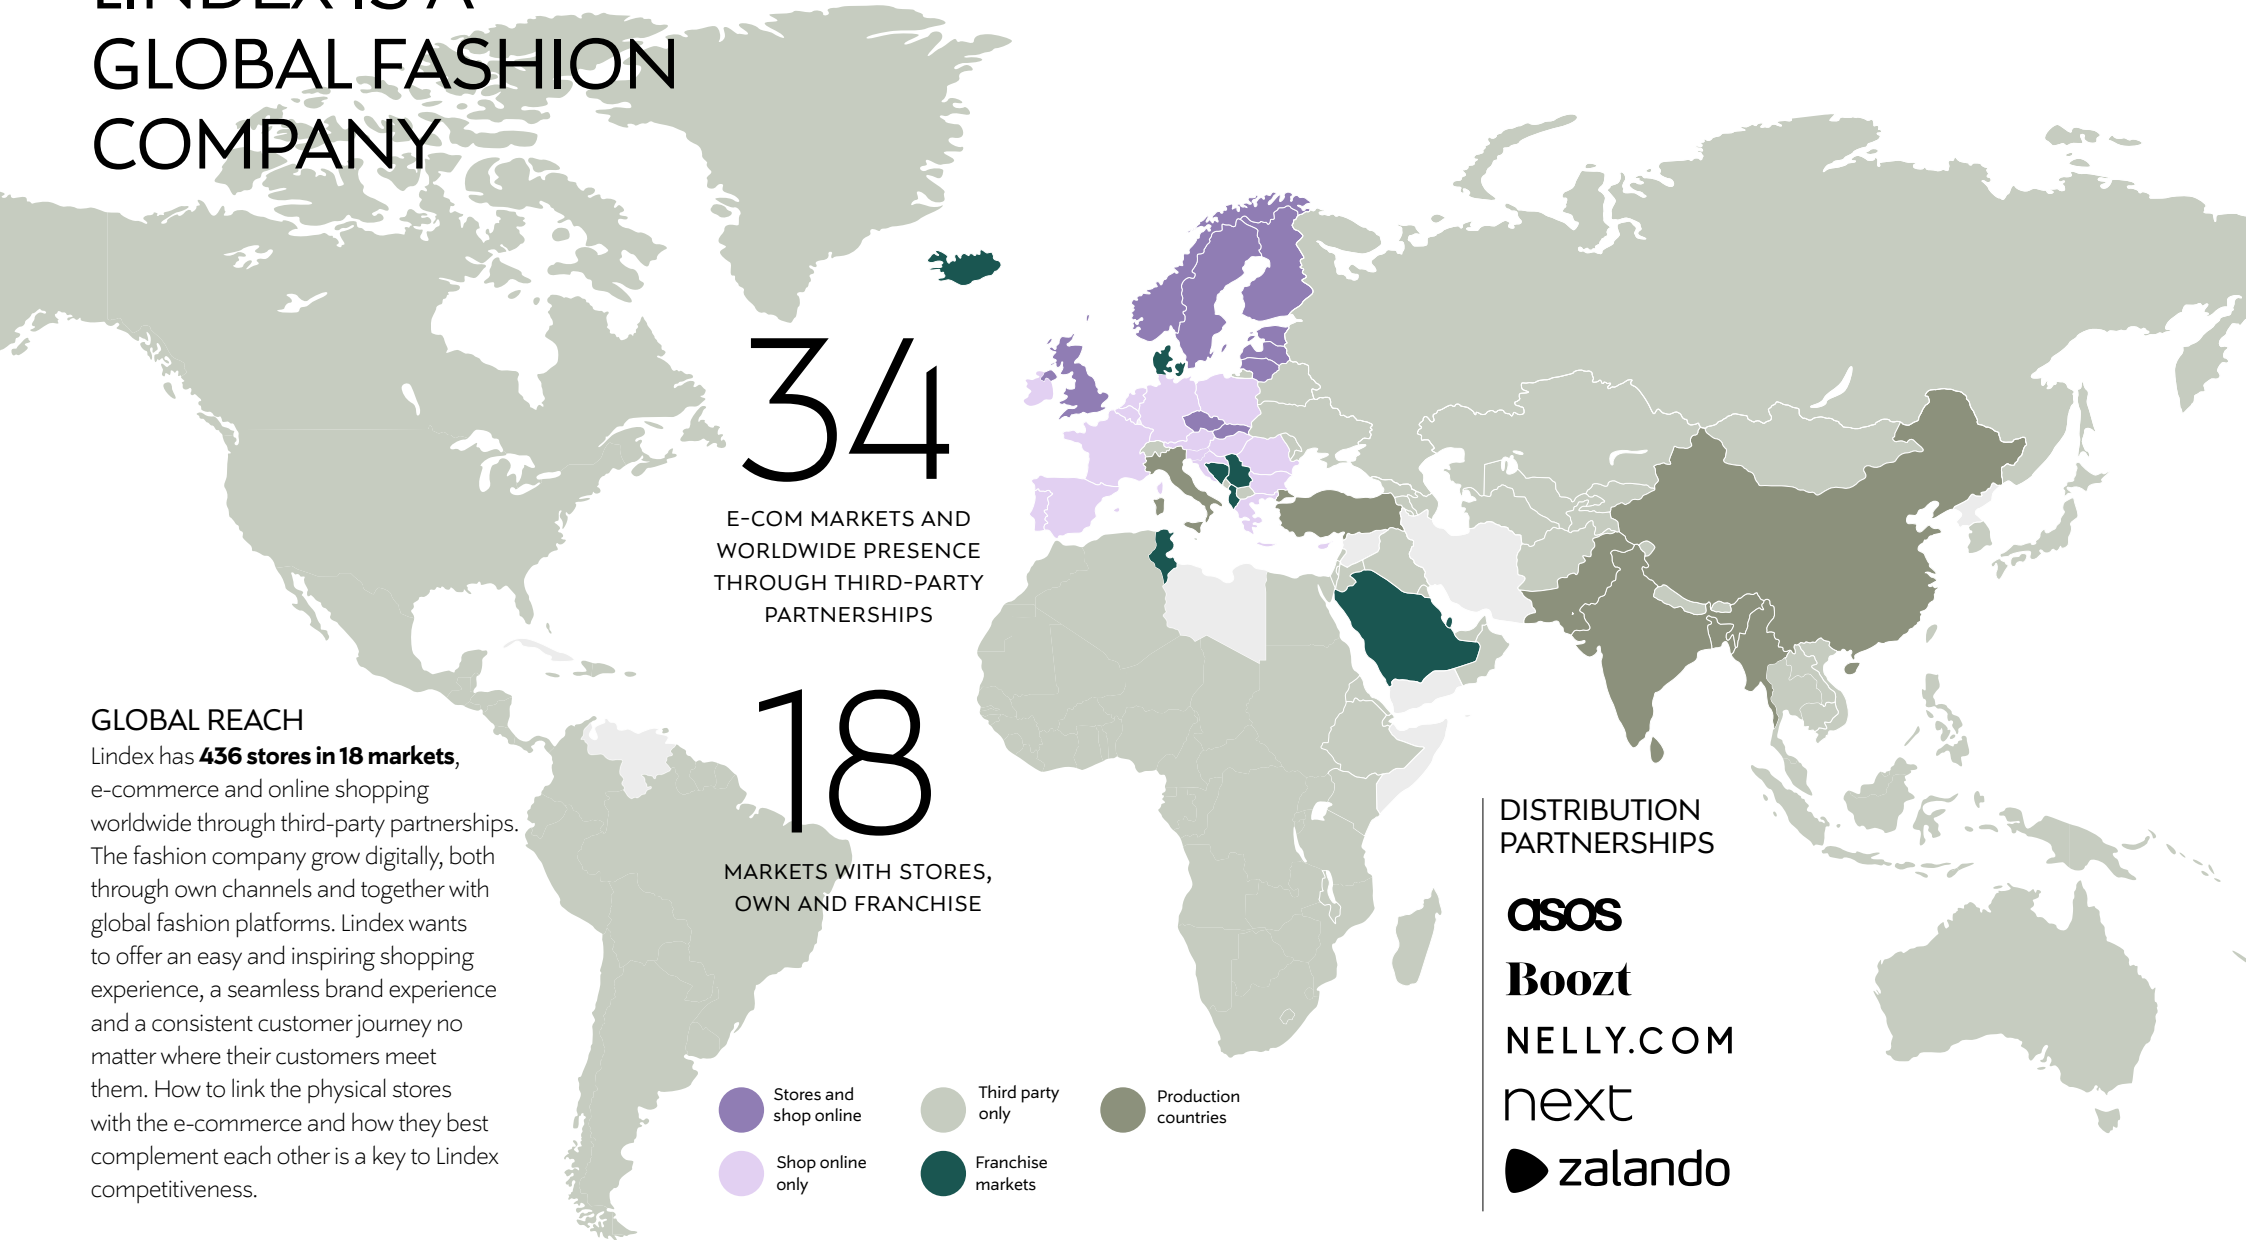 LINDEX IS A
GLOBAL FASHION
COMPANY
34
E-COM MARKETS AND
WORLDWIDE PRESENCE
THROUGH THIRD-PARTY
PARTNERSHIPS
18
MARKETS WITH STORES,
OWN AND FRANCHISE
GLOBAL REACH
Lindex has 436 stores in 18 markets,
e-commerce and online shopping
worldwide through third-party partnerships.
The fashion company grow digitally, both
through own channels and together with
global fashion platforms. Lindex wants
to offer an easy and inspiring shopping
experience, a seamless brand experience
and a consistent customer journey no
matter where their customers meet
them. How to link the physical stores
with the e-commerce and how they best
complement each other is a key to Lindex
competitiveness.
Stores and
shop online
Shop online
only
Third party
only
Franchise
markets
Production
countries
DISTRIBUTION
PARTNERSHIPS
asos
Boozt
NELLY.COM
next
zalando